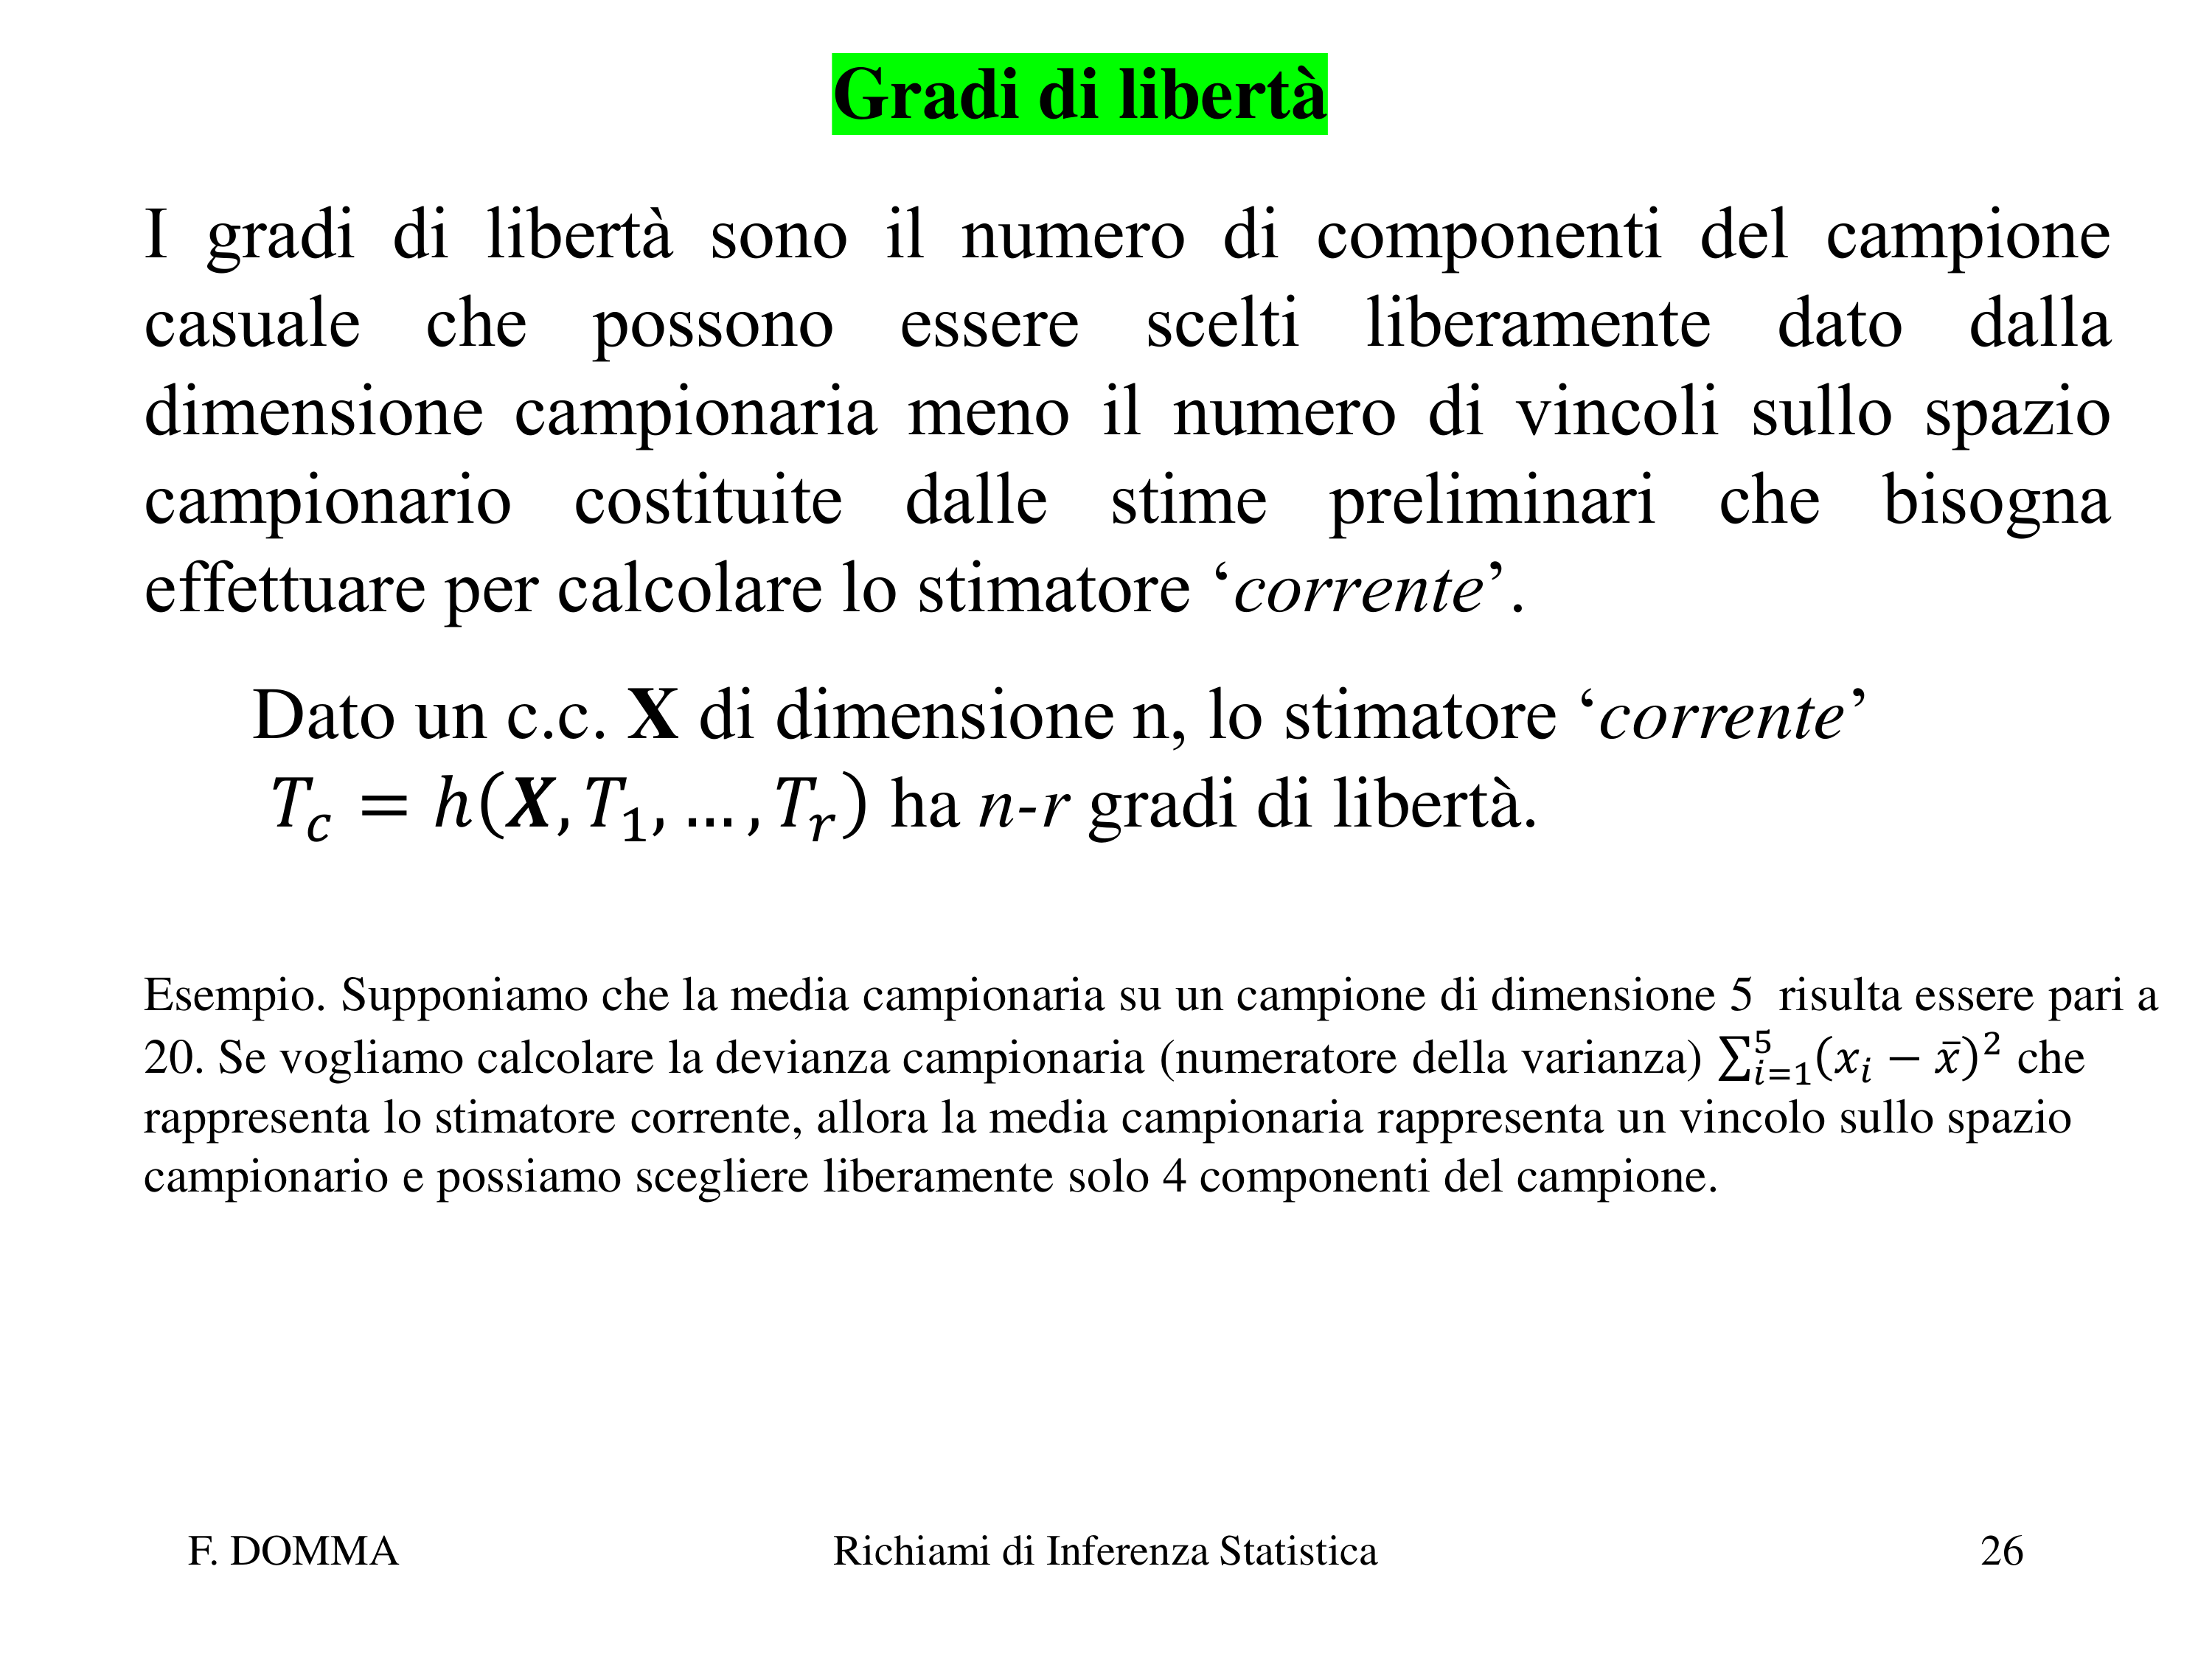 Gradi di libertà
I gradi di libertà sono il numero di componenti del campione
casuale che possono essere scelti liberamente dato dalla
dimensione campionaria meno il numero di vincoli sullo spazio
campionario costituite dalle stime preliminari che bisogna
effettuare per calcolare lo stimatore ‘corrente’.
Dato un c.c. X di dimensione n, lo stimatore ‘corrente’
T_c = h(X, T_1, … , T_r) ha n-r gradi di libertà.
Esempio. Supponiamo che la media campionaria su un campione di dimensione 5 risulta essere pari a
20. Se vogliamo calcolare la devianza campionaria (numeratore della varianza) ∑_{i=1}^{5}(x_i − x̄)² che
rappresenta lo stimatore corrente, allora la media campionaria rappresenta un vincolo sullo spazio
campionario e possiamo scegliere liberamente solo 4 componenti del campione.
F. DOMMA Richiami di Inferenza Statistica 26